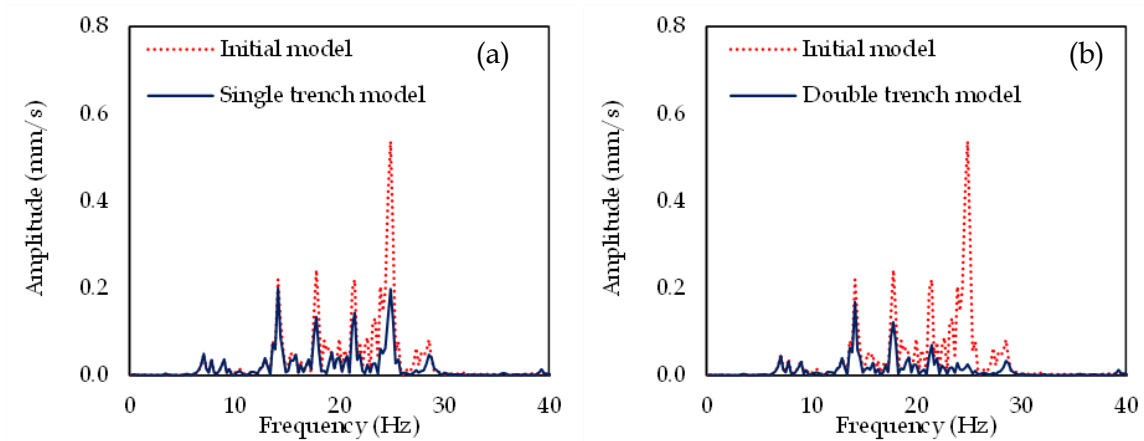 0.8
Initial model
(a)
Single trench model
0.6
0.4
0.2
0.0
0
10
20
30
40
Frequency (Hz)
Amplitude (mm/s)
0.8
Initial model
(b)
Double trench model
0.6
0.4
0.2
0.0
0
10
20
30
40
Frequency (Hz)
Amplitude (mm/s)